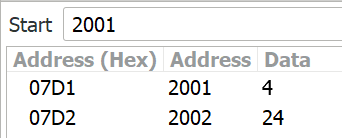 Start 2001
Address (Hex) Address Data
07D1 2001 4
07D2 2002 24